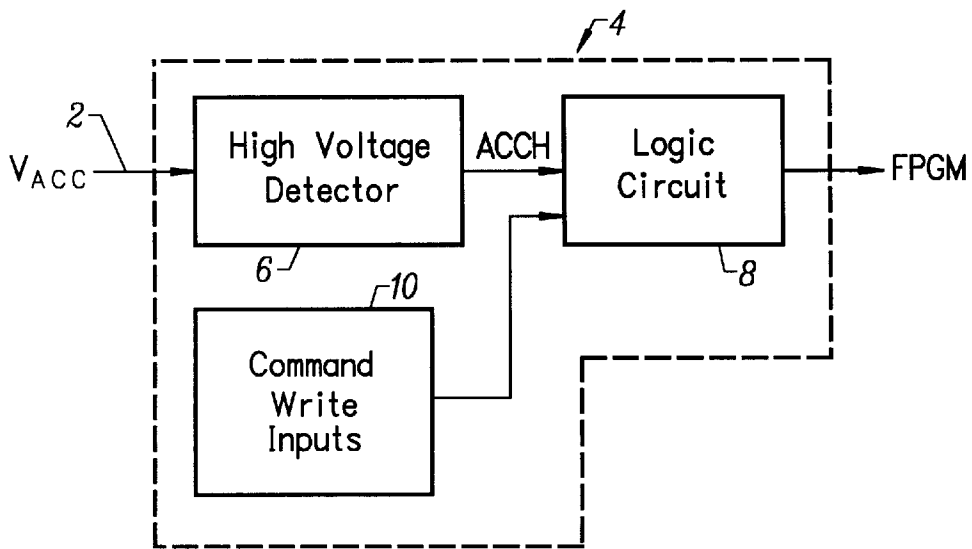 4
2
High Voltage
Detector
ACCH
Logic
Circuit
VACC
FPGM
6
8
10
Command
Write
Inputs